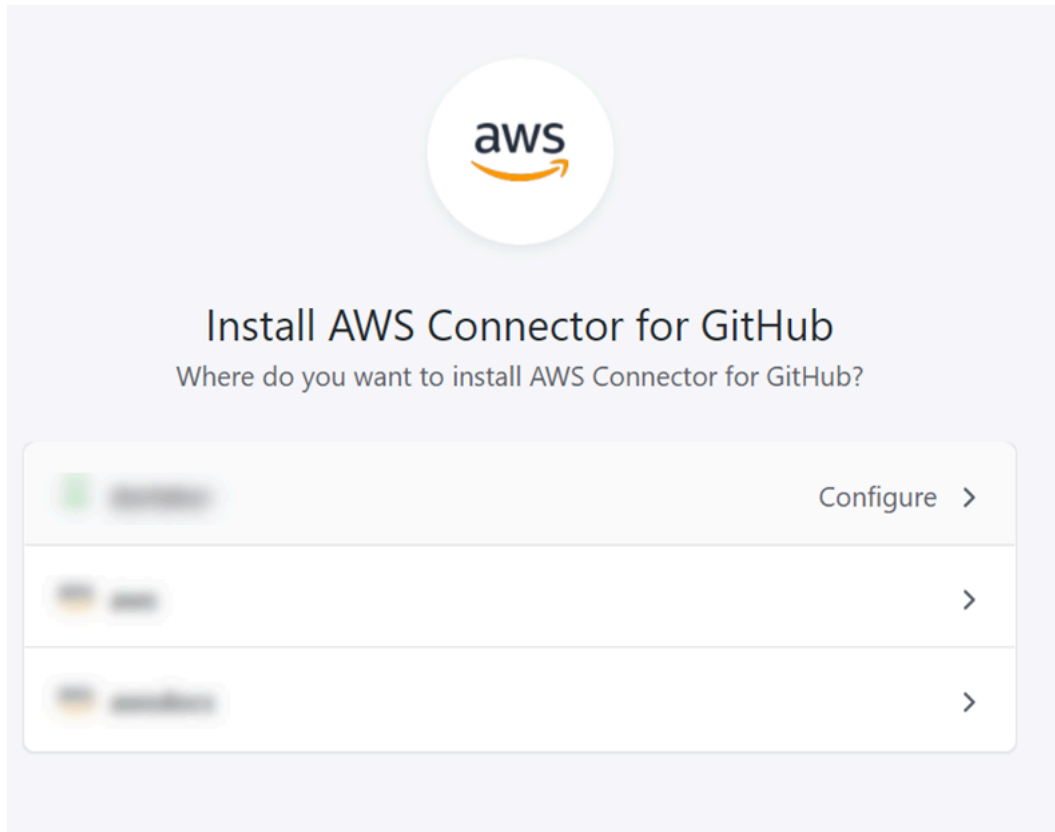 aws
Install AWS Connector for GitHub
Where do you want to install AWS Connector for GitHub?
Configure